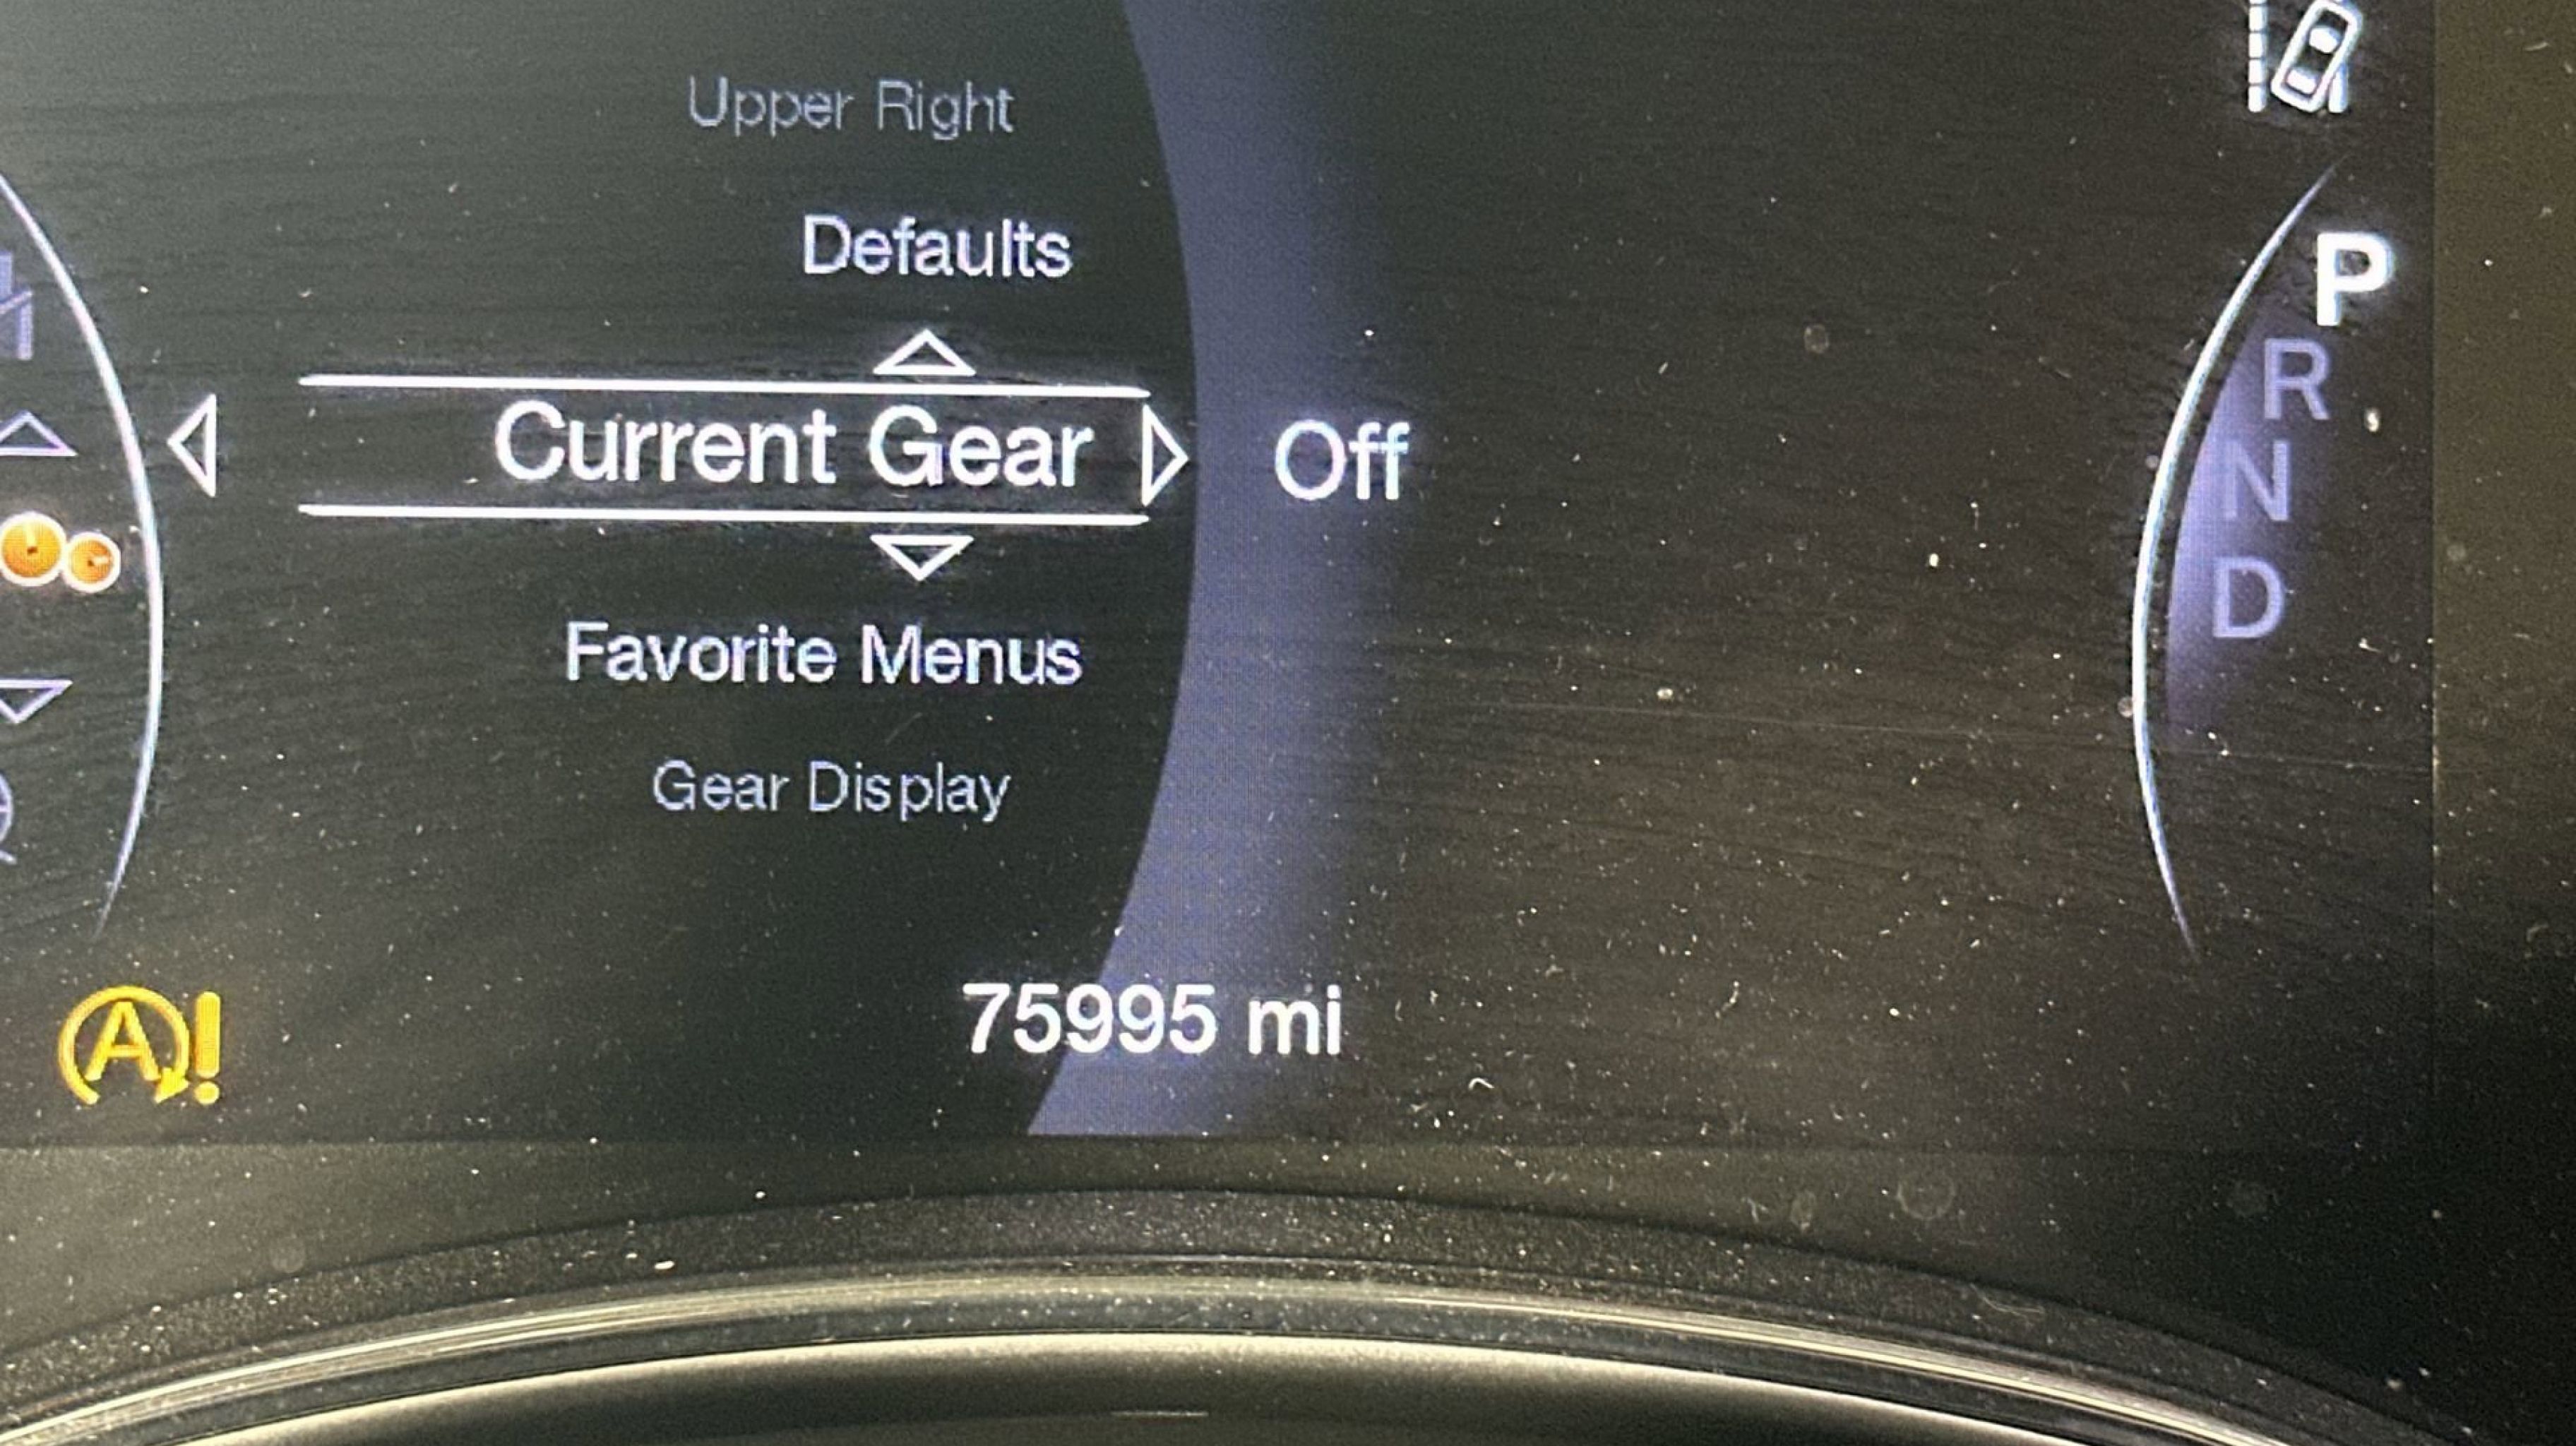 Upper Right
Defaults
P
R
Current Gear Off
N
D
Favorite Menus
Gear Display
75995 mi
A!